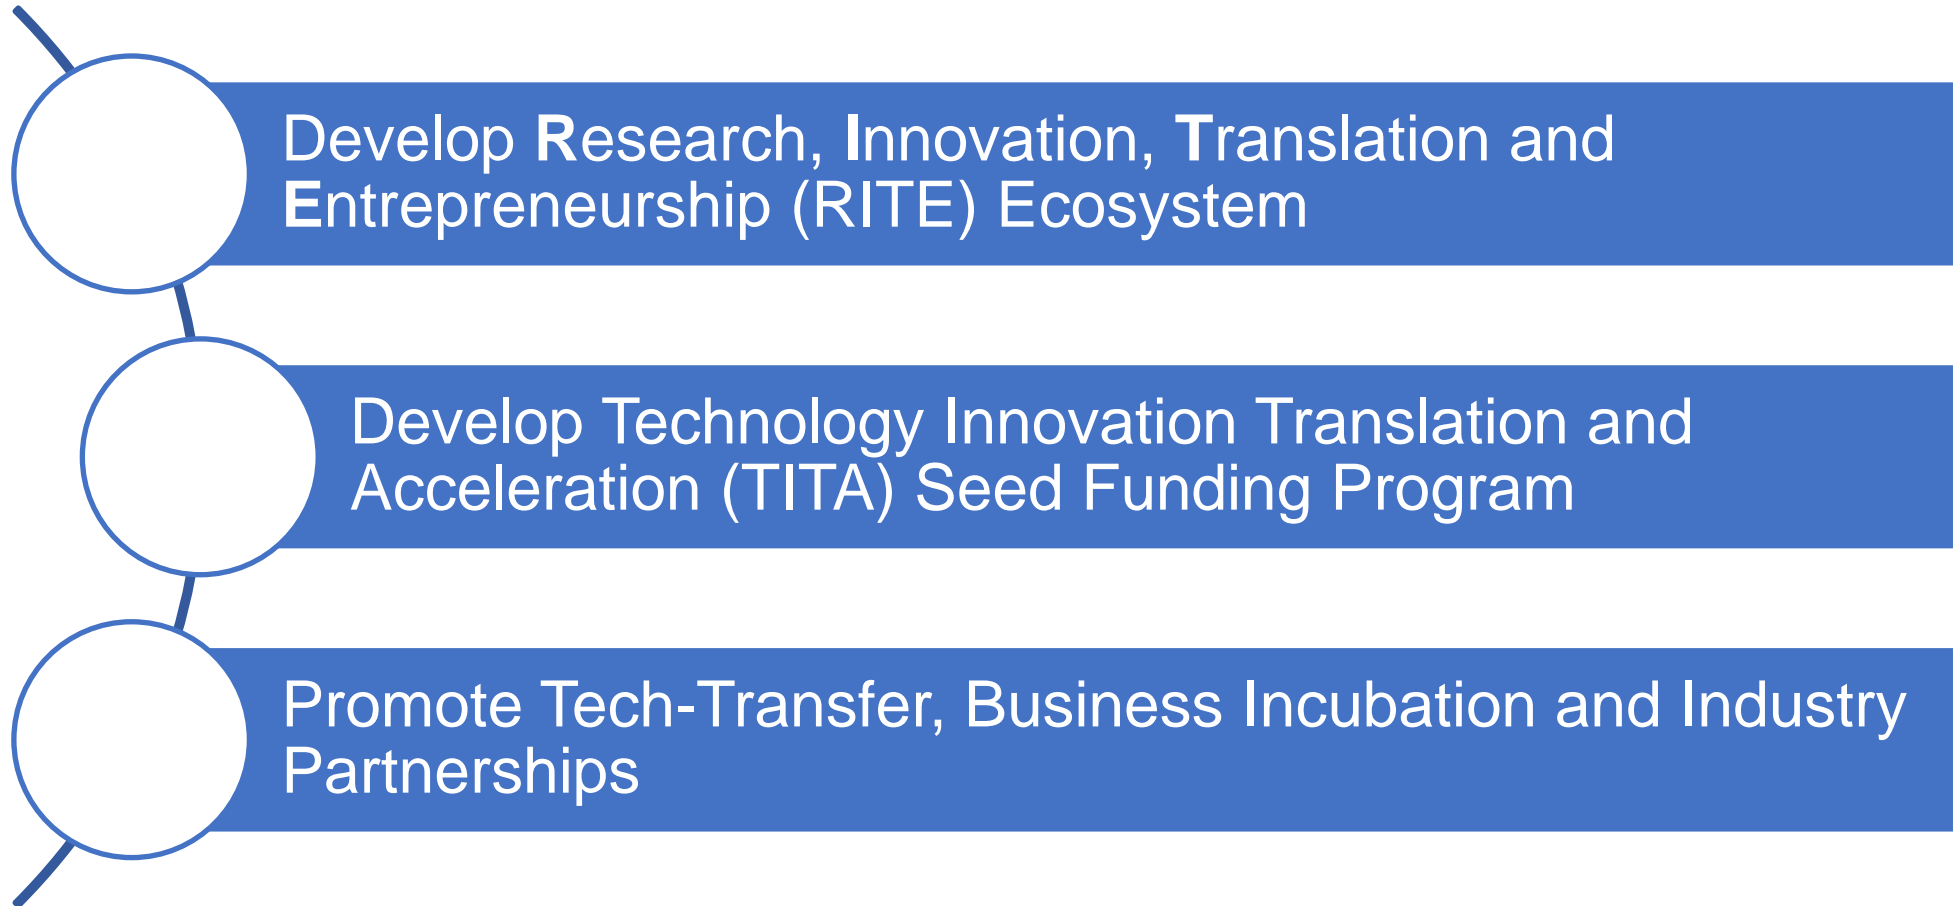 Develop Research, Innovation, Translation and
Entrepreneurship (RITE) Ecosystem
Develop Technology Innovation Translation and
Acceleration (TITA) Seed Funding Program
Promote Tech-Transfer, Business Incubation and Industry
Partnerships